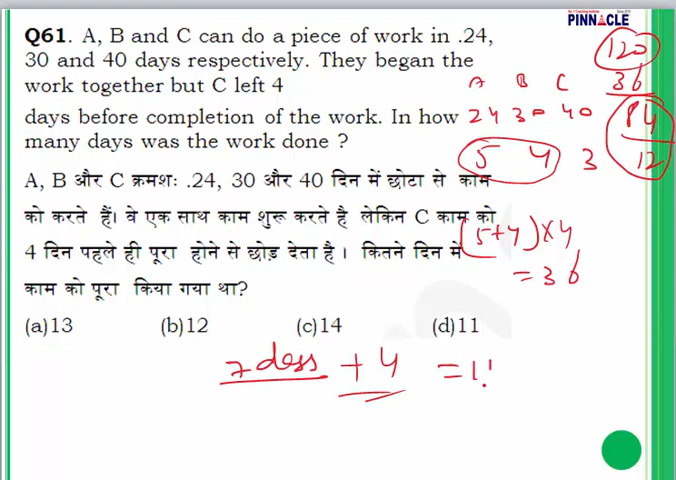 PINNACLE
Q61. A, B and C can do a piece of work in .24,
30 and 40 days respectively. They began the
work together but C left 4
days before completion of the work. In how
many days was the work done ?
120
36
84
12
A B C
24 30 40
5 4 3
A, B और C क्रमशः .24, 30 और 40 दिन में छोटा से काम
को करते हैं। वे एक साथ काम शुरू करते है लेकिन C काम को
4 दिन पहले ही पूरा होने से छोड़ देता है। कितने दिन में
काम को पूरा किया गया था?
(5+4)×4
=36
(a)13 (b)12 (c)14 (d)11
7 + 4 =